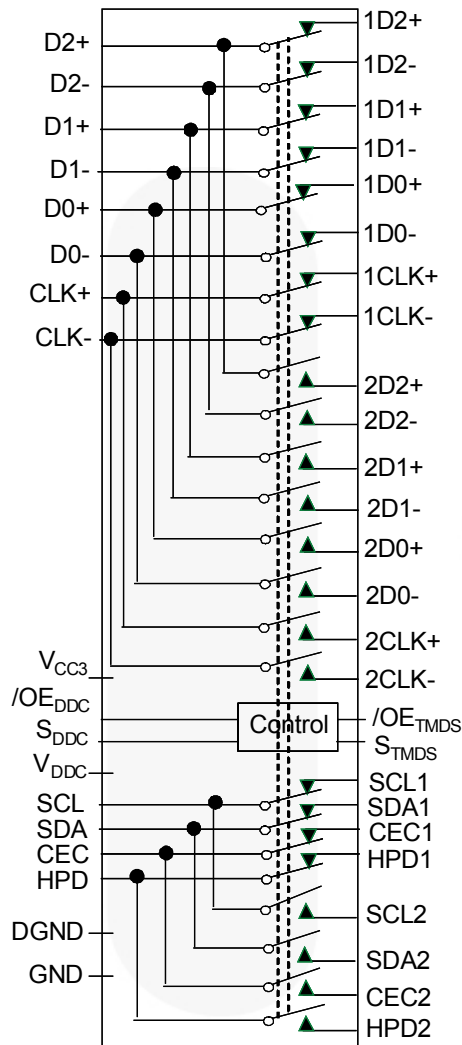 D2+
D2-
D1+
D1-
D0+
D0-
CLK+
CLK-
VCC3
/OEDDC
SDDC
VDDC
SCL
SDA
CEC
HPD
DGND
GND
Control
1D2+
1D2-
1D1+
1D1-
1D0+
1D0-
1CLK+
1CLK-
2D2+
2D2-
2D1+
2D1-
2D0+
2D0-
2CLK+
2CLK-
/OETMDS
STMDS
SCL1
SDA1
CEC1
HPD1
SCL2
SDA2
CEC2
HPD2